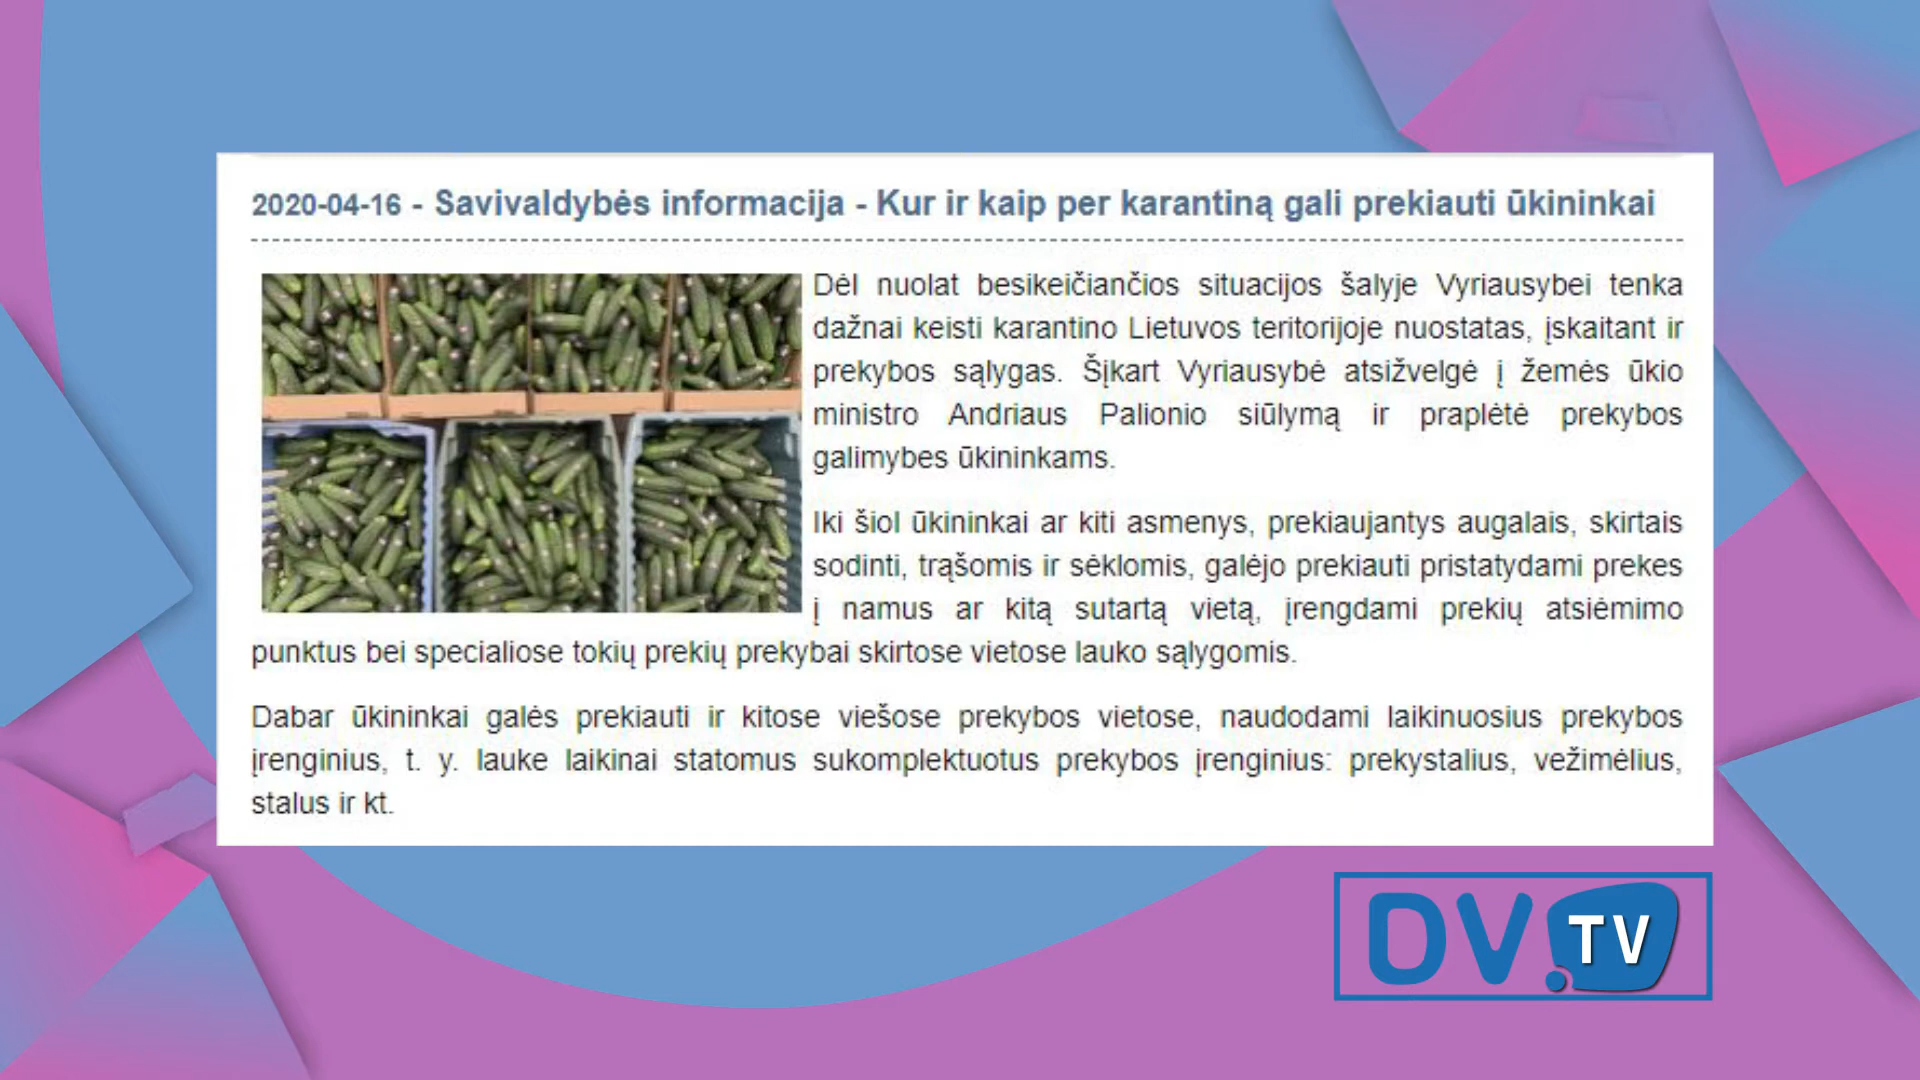 2020-04-16 - Savivaldybės informacija - Kur ir kaip per karantiną gali prekiauti ūkininkai
Dėl nuolat besikeičiančios situacijos šalyje Vyriausybei tenka
dažnai keisti karantino Lietuvos teritorijoje nuostatas, įskaitant ir
prekybos sąlygas. Šįkart Vyriausybė atsižvelgė į žemės ūkio
ministro Andriaus Palionio siūlymą ir praplėtė prekybos
galimybes ūkininkams.
Iki šiol ūkininkai ar kiti asmenys, prekiaujantys augalais, skirtais
sodinti, trąšomis ir sėklomis, galėjo prekiauti pristatydami prekes
į namus ar kitą sutartą vietą, įrengdami prekių atsiėmimo
punktus bei specialiose tokių prekių prekybai skirtose vietose lauko sąlygomis.
Dabar ūkininkai galės prekiauti ir kitose viešose prekybos vietose, naudodami laikinuosius prekybos
įrenginius, t. y. lauke laikinai statomus sukomplektuotus prekybos įrenginius: prekystalius, vežimėlius,
stalus ir kt.
DV.TV